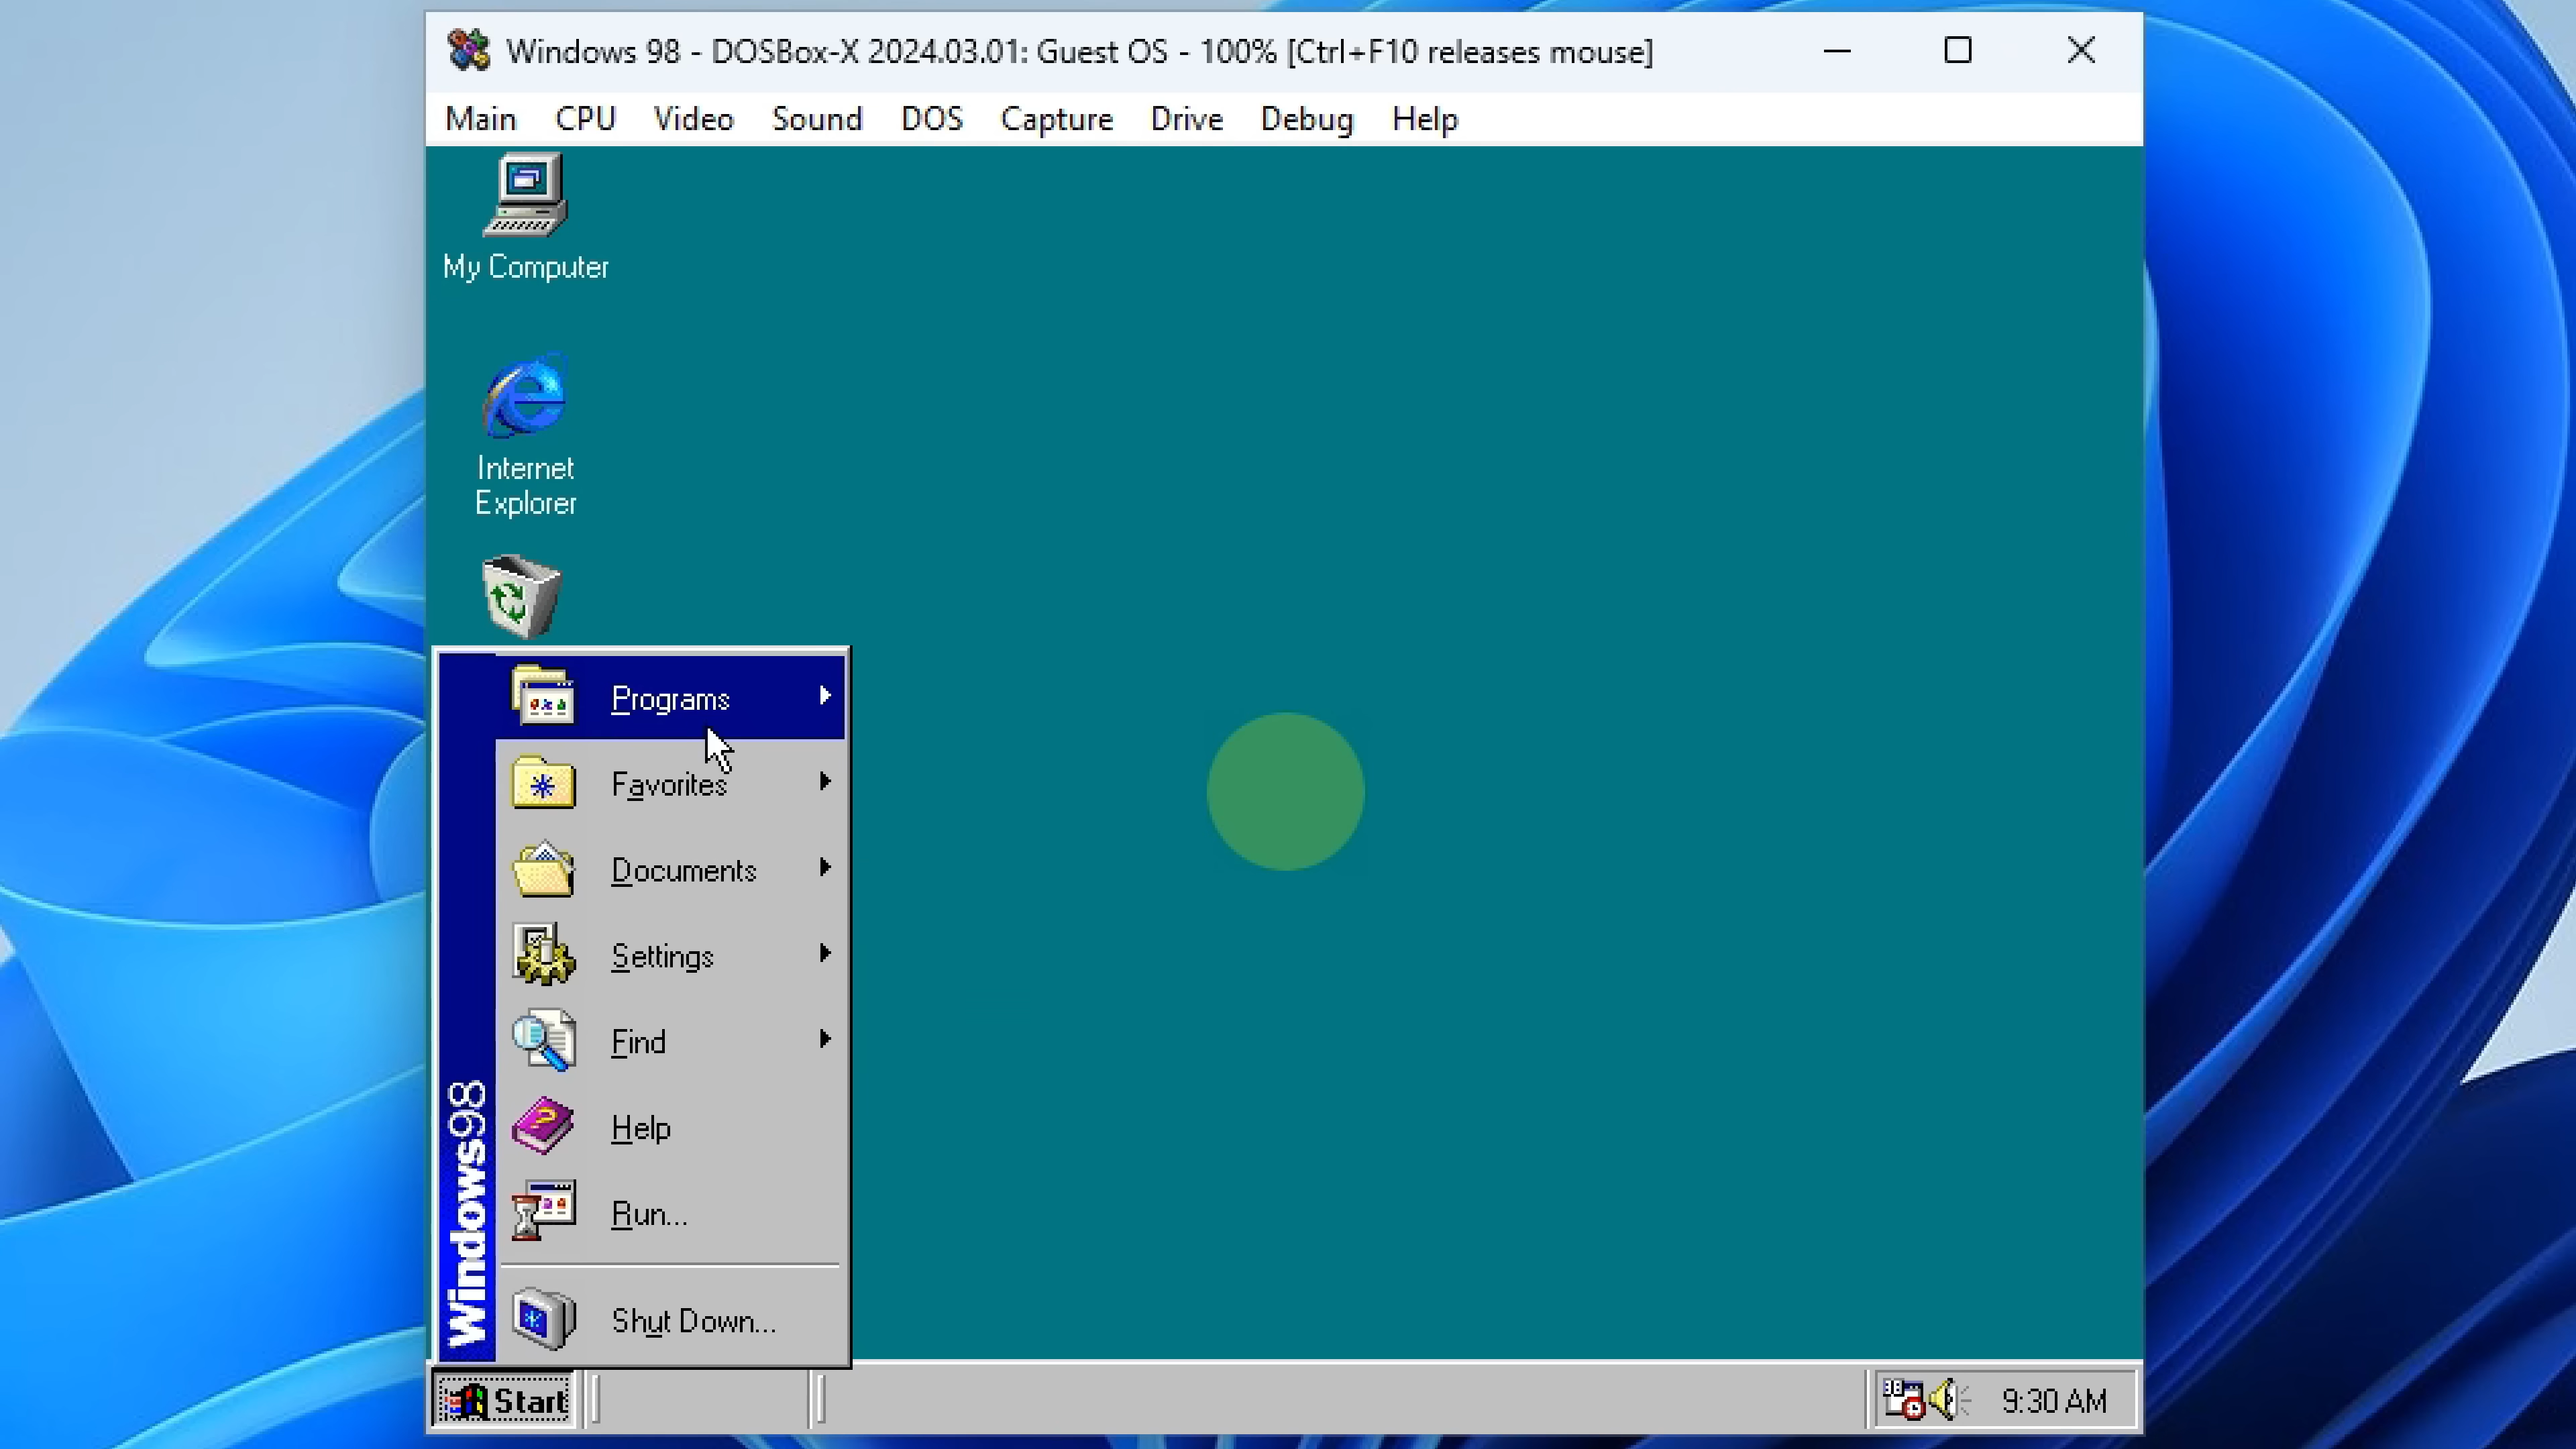 Windows 98 - DOSBox-X 2024.03.01: Guest OS - 100% [Ctrl+F10 releases mouse]
Main CPU Video Sound DOS Capture Drive Debug Help
My Computer
Internet
Explorer
Programs
Favorites
Documents
Settings
Find
Help
Run...
Shut Down...
Windows98
Start
9:30 AM